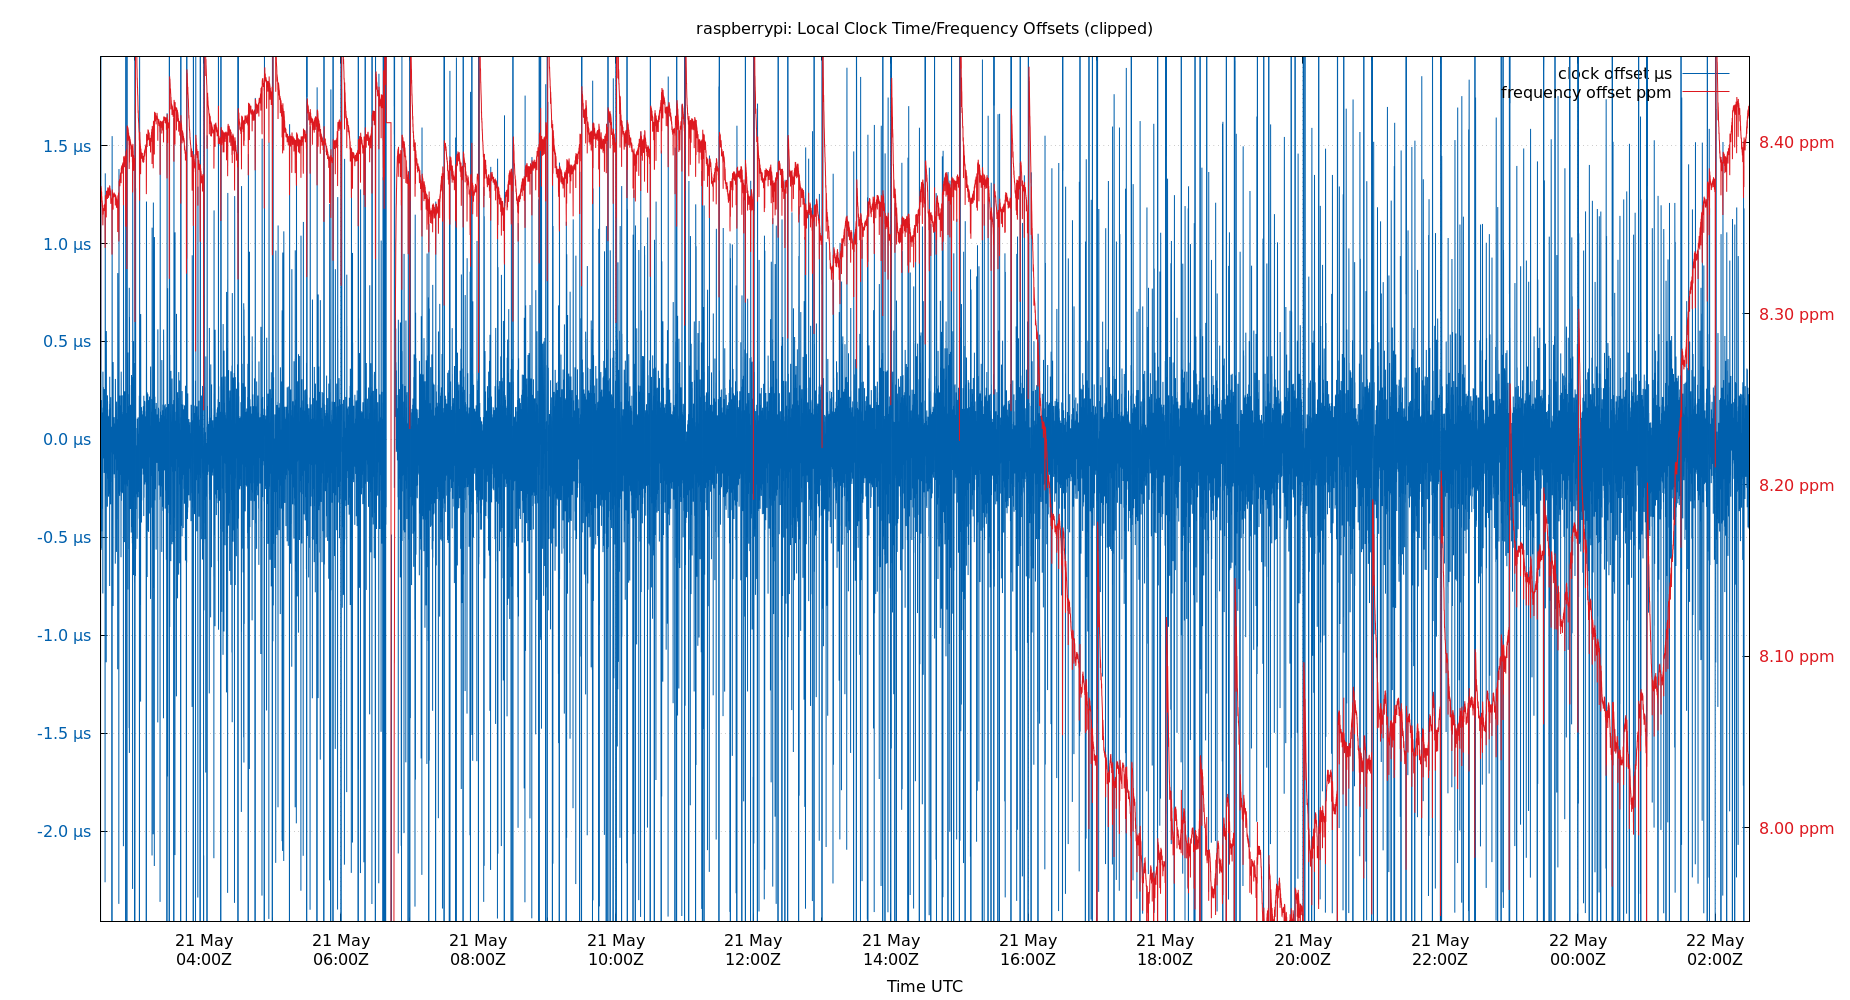 raspberrypi: Local Clock Time/Frequency Offsets (clipped)
clock offset µs
frequency offset ppm
1.5 µs
1.0 µs
0.5 µs
0.0 µs
-0.5 µs
-1.0 µs
-1.5 µs
-2.0 µs
8.40 ppm
8.30 ppm
8.20 ppm
8.10 ppm
8.00 ppm
21 May 21 May 21 May 21 May 21 May 21 May 21 May 21 May 21 May 21 May 22 May 22 May
04:00Z 06:00Z 08:00Z 10:00Z 12:00Z 14:00Z 16:00Z 18:00Z 20:00Z 22:00Z 00:00Z 02:00Z
Time UTC